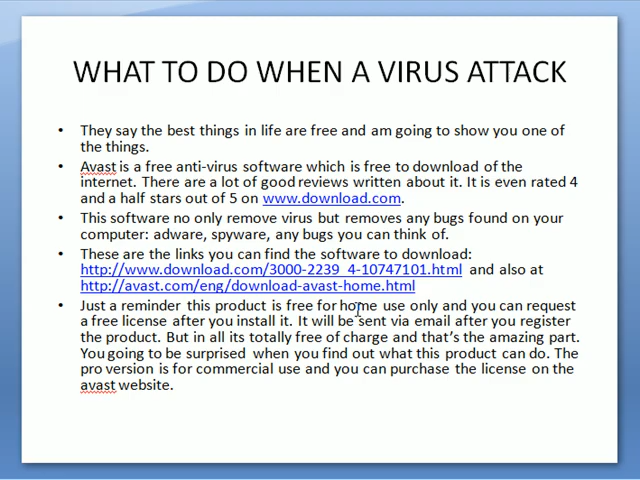 WHAT TO DO WHEN A VIRUS ATTACK
• They say the best things in life are free and am going to show you one of
the things.
• Avast is a free anti-virus software which is free to download of the
internet. There are a lot of good reviews written about it. It is even rated 4
and a half stars out of 5 on www.download.com.
• This software no only remove virus but removes any bugs found on your
computer: adware, spyware, any bugs you can think of.
• These are the links you can find the software to download:
http://www.download.com/3000-2239_4-10747101.html and also at
http://avast.com/eng/download-avast-home.html
• Just a reminder this product is free for home use only and you can request
a free license after you install it. It will be sent via email after you register
the product. But in all its totally free of charge and that's the amazing part.
You going to be surprised when you find out what this product can do. The
pro version is for commercial use and you can purchase the license on the
avast website.